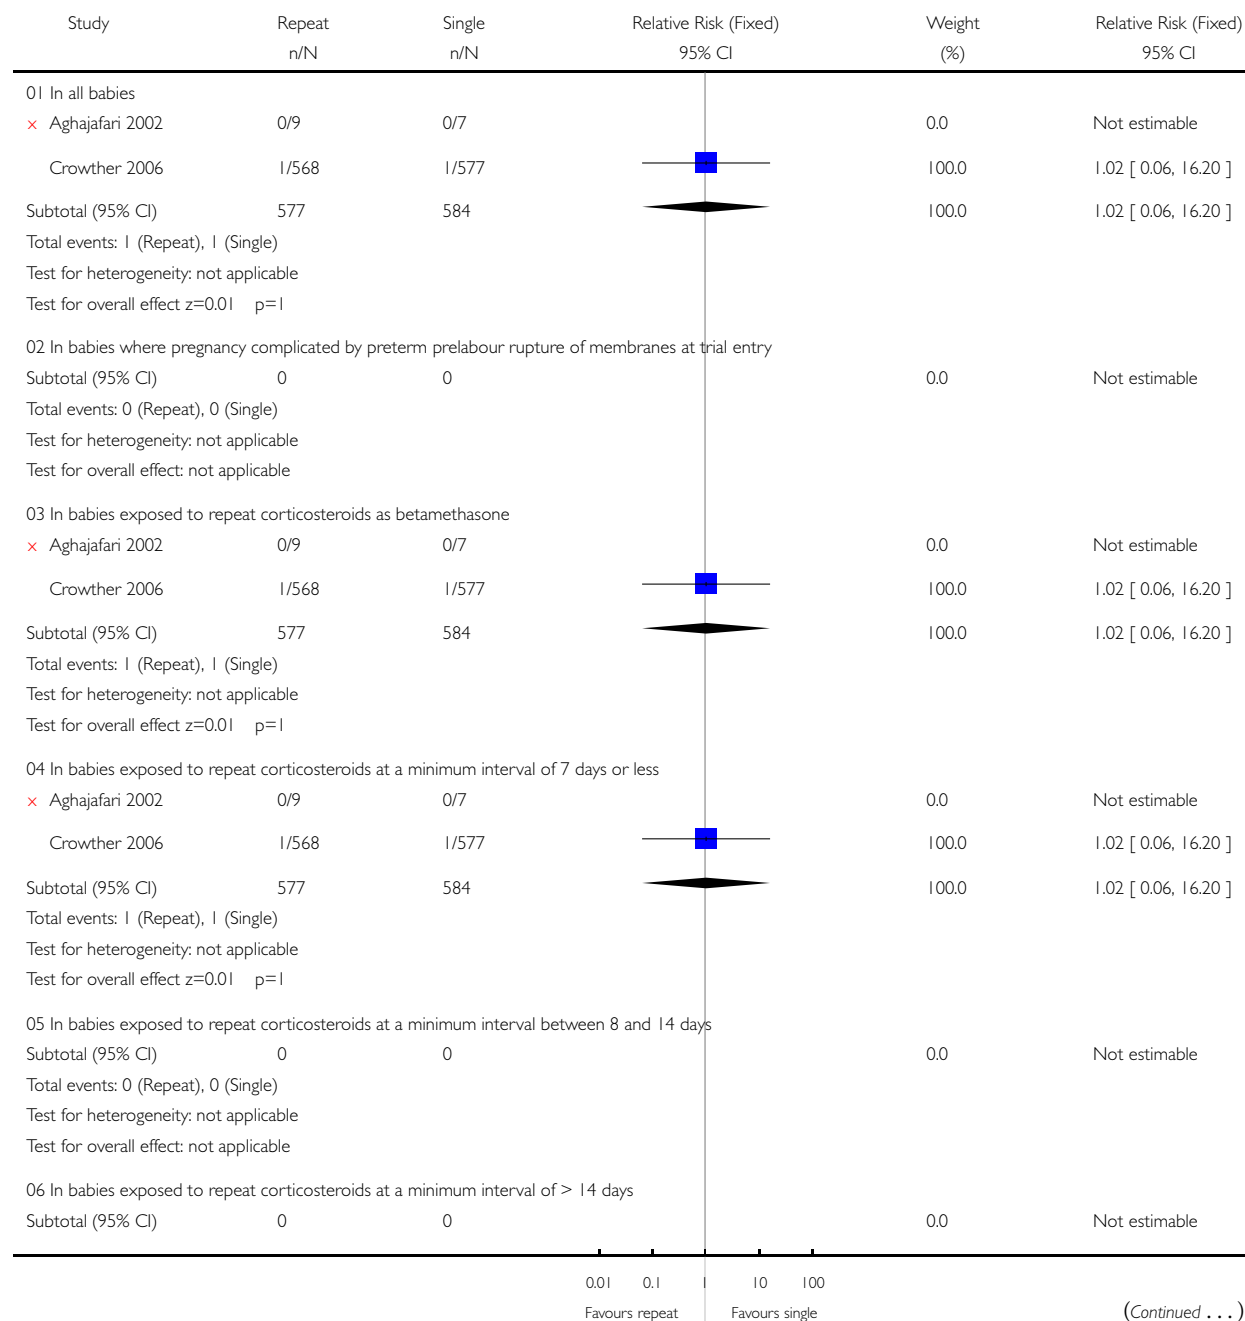 Study Repeat Single Relative Risk (Fixed) Weight Relative Risk (Fixed)
n/N n/N 95% CI (%) 95% CI
01 In all babies
× Aghajafari 2002 0/9 0/7 0.0 Not estimable
Crowther 2006 1/568 1/577 100.0 1.02 [ 0.06, 16.20 ]
Subtotal (95% CI) 577 584 100.0 1.02 [ 0.06, 16.20 ]
Total events: 1 (Repeat), 1 (Single)
Test for heterogeneity: not applicable
Test for overall effect z=0.01 p=1
02 In babies where pregnancy complicated by preterm prelabour rupture of membranes at trial entry
Subtotal (95% CI) 0 0 0.0 Not estimable
Total events: 0 (Repeat), 0 (Single)
Test for heterogeneity: not applicable
Test for overall effect: not applicable
03 In babies exposed to repeat corticosteroids as betamethasone
× Aghajafari 2002 0/9 0/7 0.0 Not estimable
Crowther 2006 1/568 1/577 100.0 1.02 [ 0.06, 16.20 ]
Subtotal (95% CI) 577 584 100.0 1.02 [ 0.06, 16.20 ]
Total events: 1 (Repeat), 1 (Single)
Test for heterogeneity: not applicable
Test for overall effect z=0.01 p=1
04 In babies exposed to repeat corticosteroids at a minimum interval of 7 days or less
× Aghajafari 2002 0/9 0/7 0.0 Not estimable
Crowther 2006 1/568 1/577 100.0 1.02 [ 0.06, 16.20 ]
Subtotal (95% CI) 577 584 100.0 1.02 [ 0.06, 16.20 ]
Total events: 1 (Repeat), 1 (Single)
Test for heterogeneity: not applicable
Test for overall effect z=0.01 p=1
05 In babies exposed to repeat corticosteroids at a minimum interval between 8 and 14 days
Subtotal (95% CI) 0 0 0.0 Not estimable
Total events: 0 (Repeat), 0 (Single)
Test for heterogeneity: not applicable
Test for overall effect: not applicable
06 In babies exposed to repeat corticosteroids at a minimum interval of > 14 days
Subtotal (95% CI) 0 0 0.0 Not estimable
0.01 0.1 1 10 100
Favours repeat Favours single (Continued . . . )